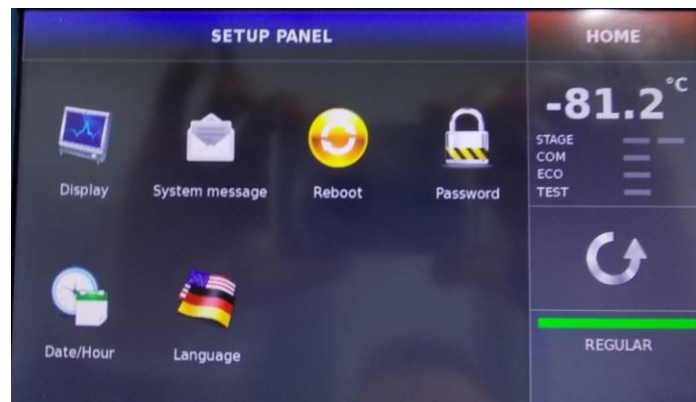 SETUP PANEL
HOME
-81.2 °C
STAGE
COM
ECO
TEST
Display
System message
Reboot
Password
Date/Hour
Language
REGULAR